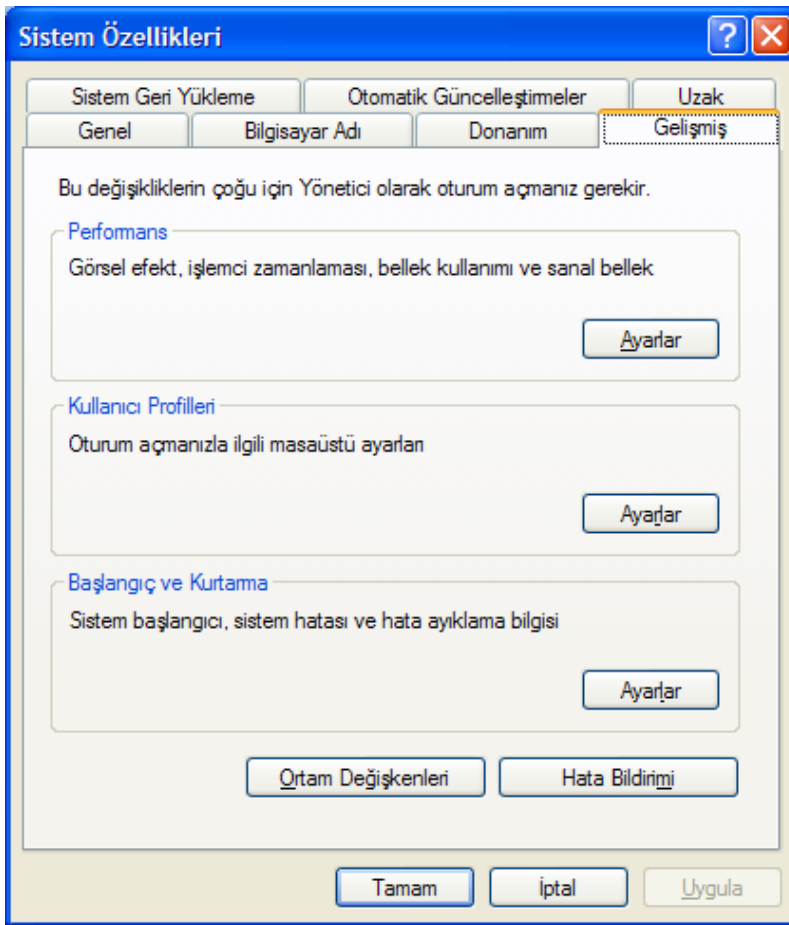 Sistem Özellikleri
Sistem Geri Yükleme Otomatik Güncelleştirmeler Uzak
Genel Bilgisayar Adı Donanım Gelişmiş
Bu değişikliklerin çoğu için Yönetici olarak oturum açmanız gerekir.
Performans
Görsel efekt, işlemci zamanlaması, bellek kullanımı ve sanal bellek
Ayarlar
Kullanıcı Profilleri
Oturum açmanızla ilgili masaüstü ayarları
Ayarlar
Başlangıç ve Kurtarma
Sistem başlangıcı, sistem hatası ve hata ayıklama bilgisi
Ayarlar
Ortam Değişkenleri Hata Bildirimi
Tamam İptal Uygula